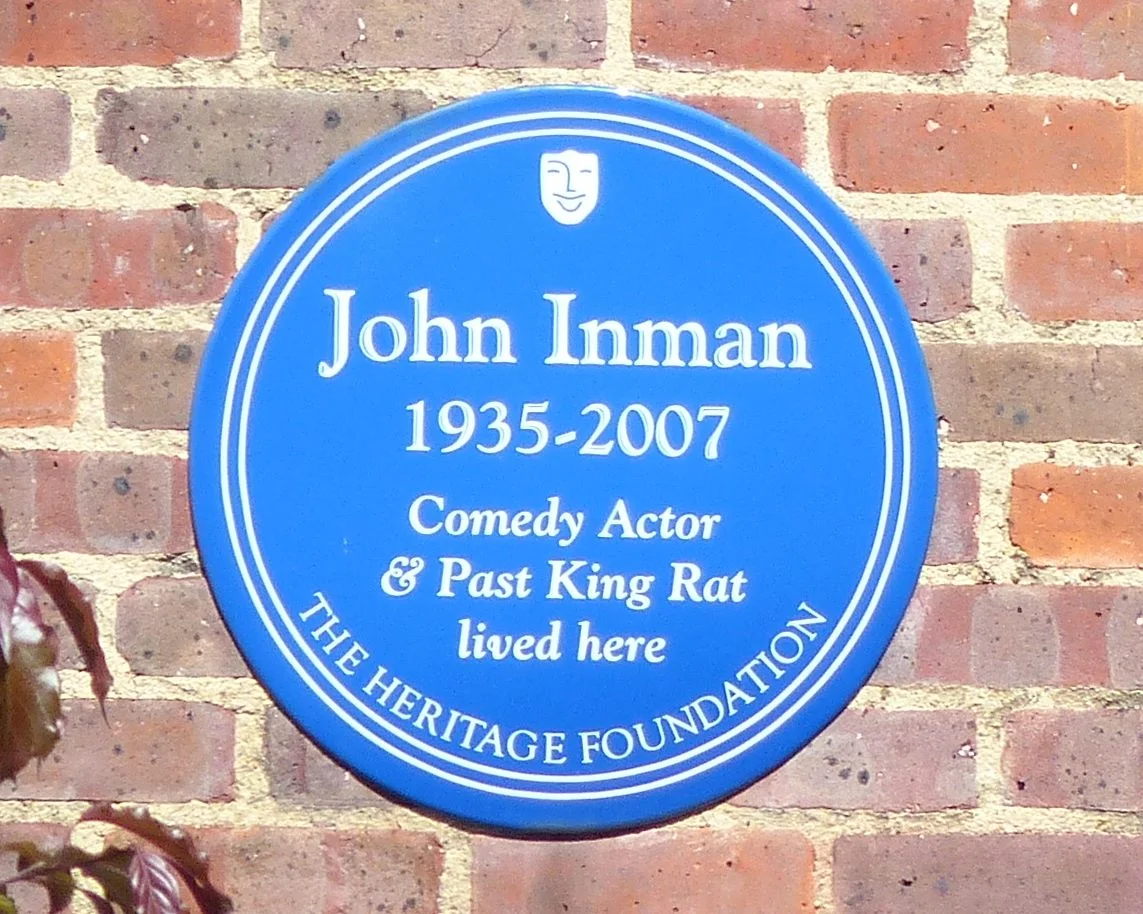 John Inman
1935-2007
Comedy Actor
& Past King Rat
lived here
THE HERITAGE FOUNDATION